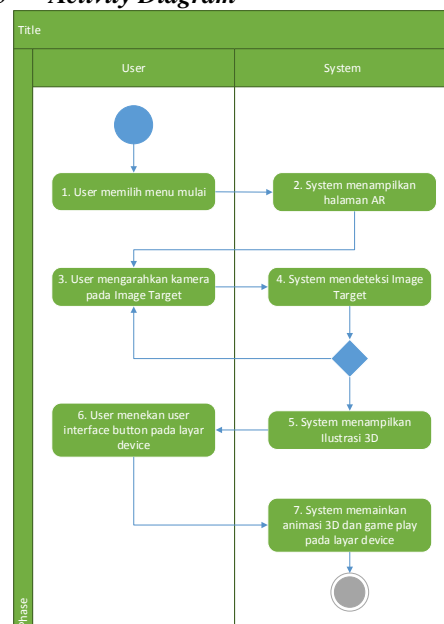 Activity Diagram
Title
User
System
1. User memilih menu mulai
2. System menampilkan
halaman AR
3. User mengarahkan kamera
pada Image Target
4. System mendeteksi Image
Target
5. System menampilkan
Ilustrasi 3D
6. User menekan user
interface button pada layar
device
7. System memainkan
animasi 3D dan game play
pada layar device
Phase